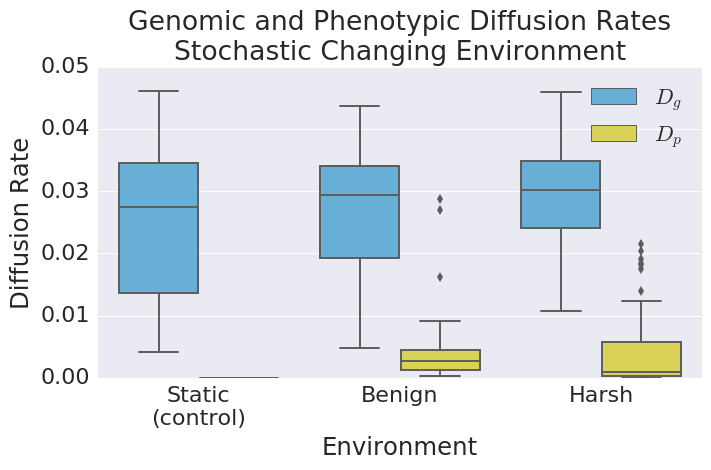 Genomic and Phenotypic Diffusion Rates
Stochastic Changing Environment
0.05
0.04
0.03
0.02
0.01
0.00
Diffusion Rate
D_g
D_p
Static
(control)
Benign
Harsh
Environment